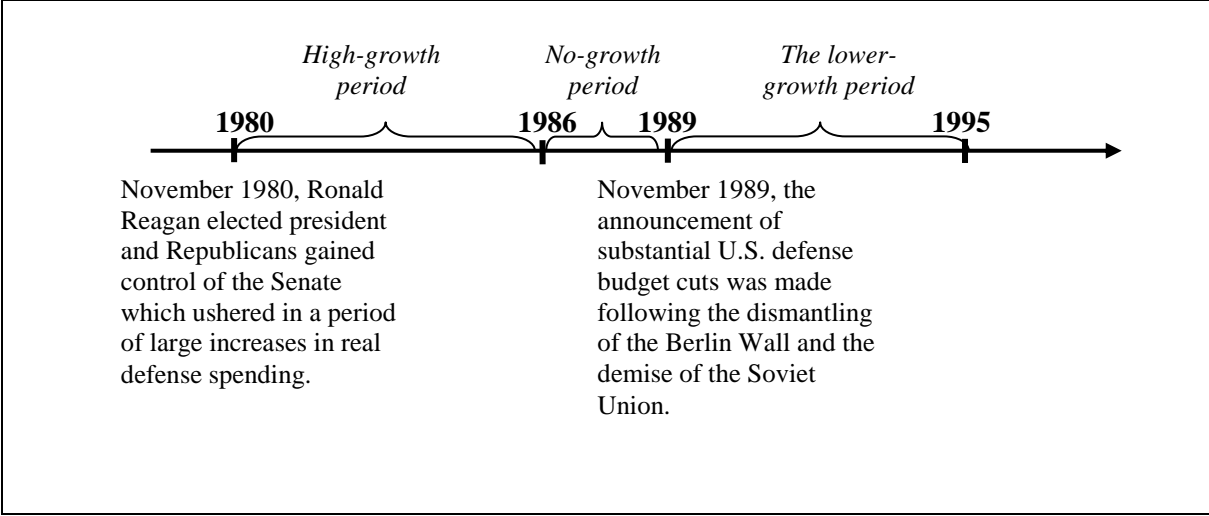 High-growth
period
No-growth
period
The lower-
growth period
1980
1986
1989
1995
November 1980, Ronald
Reagan elected president
and Republicans gained
control of the Senate
which ushered in a period
of large increases in real
defense spending.
November 1989, the
announcement of
substantial U.S. defense
budget cuts was made
following the dismantling
of the Berlin Wall and the
demise of the Soviet
Union.